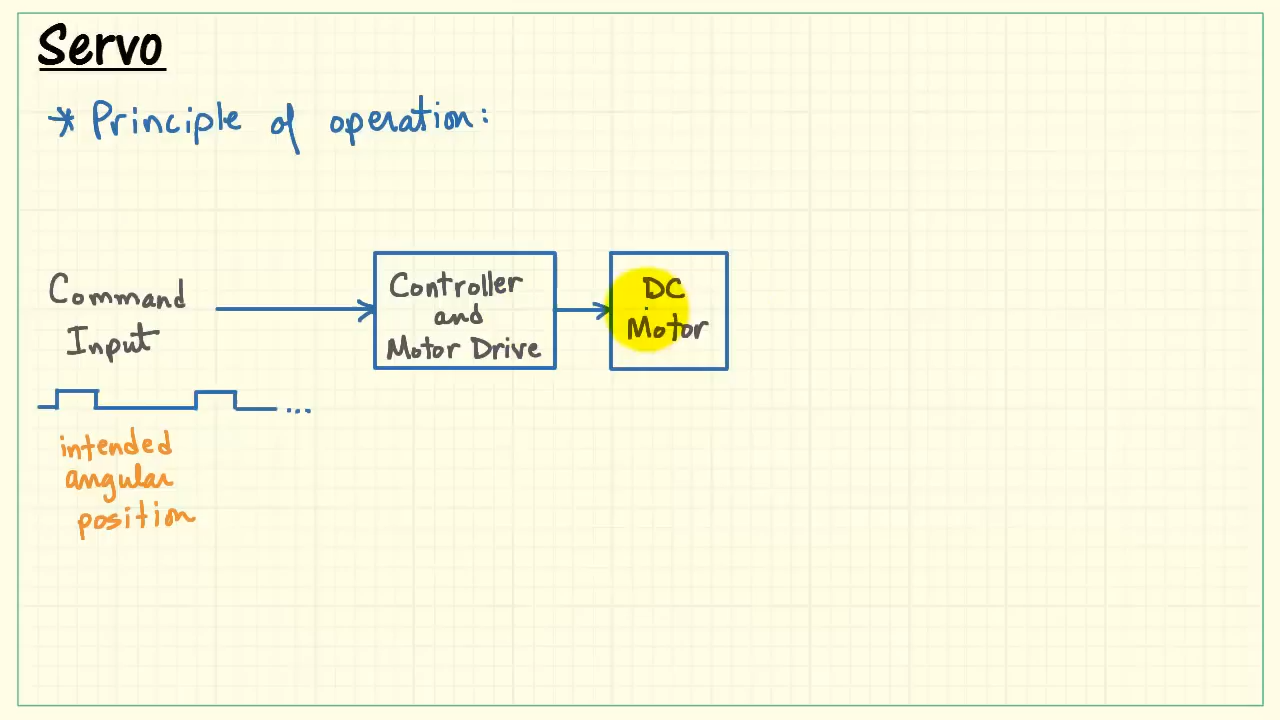 Servo
* Principle of operation:
Command
Input
Controller
and
Motor Drive
DC
Motor
...
intended
angular
position